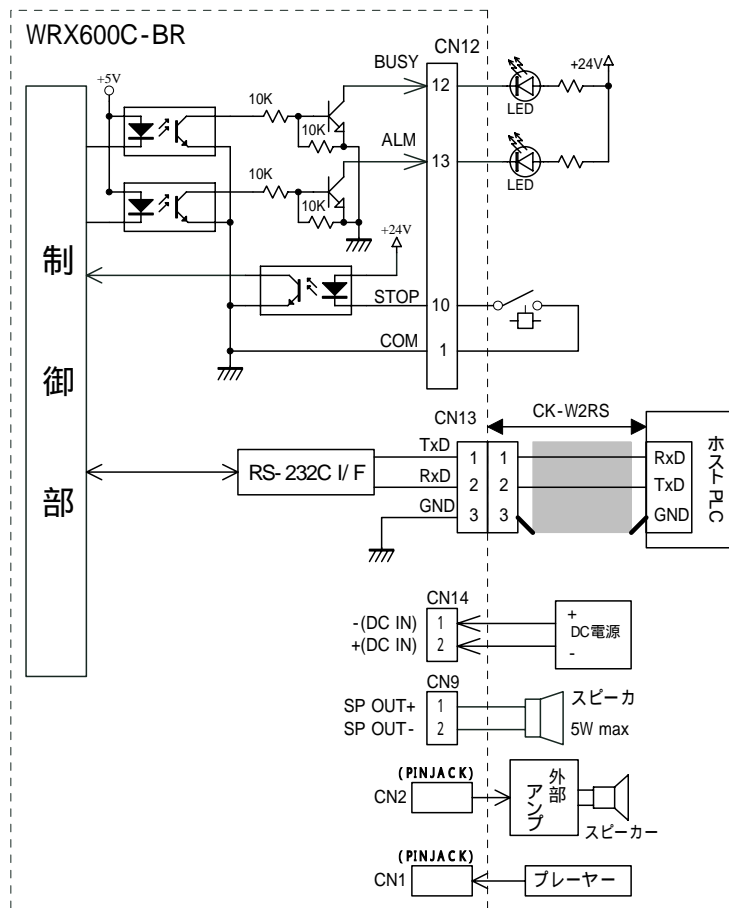 WRX600C-BR
CN12
BUSY
+24V
+5V
10K
12
LED
10K
ALM
13
LED
10K
10K
+24V
制御部
STOP
10
COM
1
CN13
CK-W2RS
TxD
1
1
RxD
RS-232C I/F
RxD
2
2
TxD
GND
3
3
GND
ホストPLC
CN14
-(DC IN)
1
+
+(DC IN)
2
DC電源
-
CN9
SP OUT+
1
スピーカ
SP OUT-
2
5W max
(PINJACK)
CN2
外部アンプ
スピーカー
(PINJACK)
CN1
プレーヤー